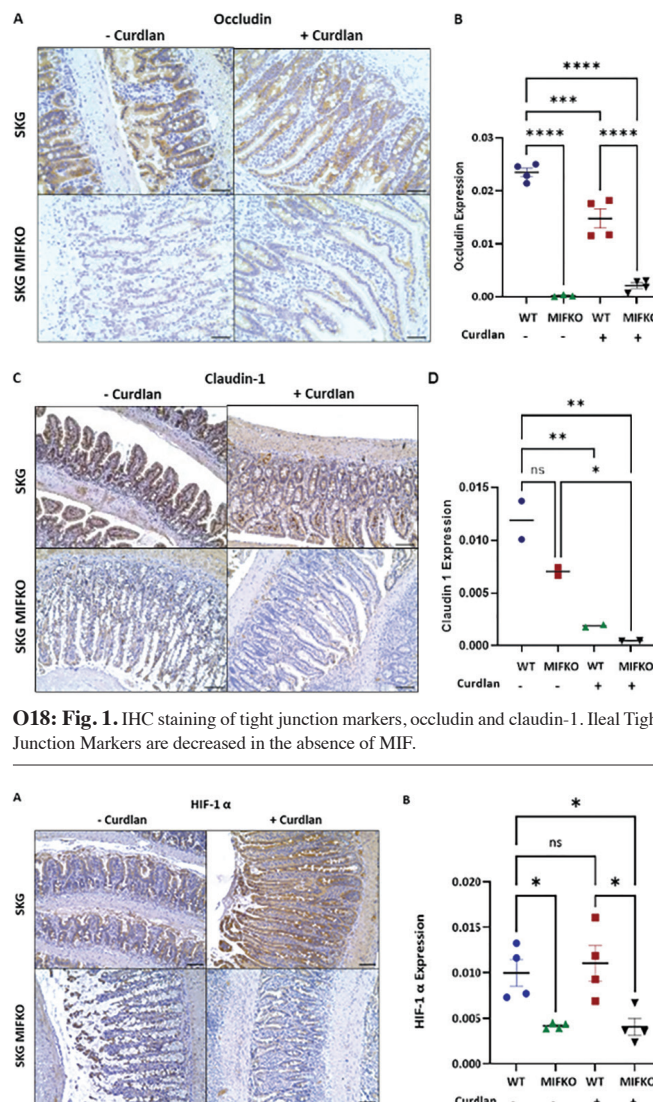 A
Occludin
- Curdlan
+ Curdlan
SKG
SKG MIFKO
B
****
***
**** ****
Occludin Expression
0.03
0.02
0.01
0.00
WT MIFKO WT MIFKO
Curdlan - - + +
C
Claudin-1
- Curdlan
+ Curdlan
SKG
SKG MIFKO
D
**
**
ns *
Claudin 1 Expression
0.015
0.010
0.005
0.000
WT MIFKO WT MIFKO
Curdlan - - + +
O18: Fig. 1. IHC staining of tight junction markers, occludin and claudin-1. Ileal Tight
Junction Markers are decreased in the absence of MIF.
A
HIF-1 α
- Curdlan
+ Curdlan
SKG
SKG MIFKO
B
*
ns
* *
HIF-1 α Expression
0.020
0.015
0.010
0.005
0.000
WT MIFKO WT MIFKO
Curdlan - - + +